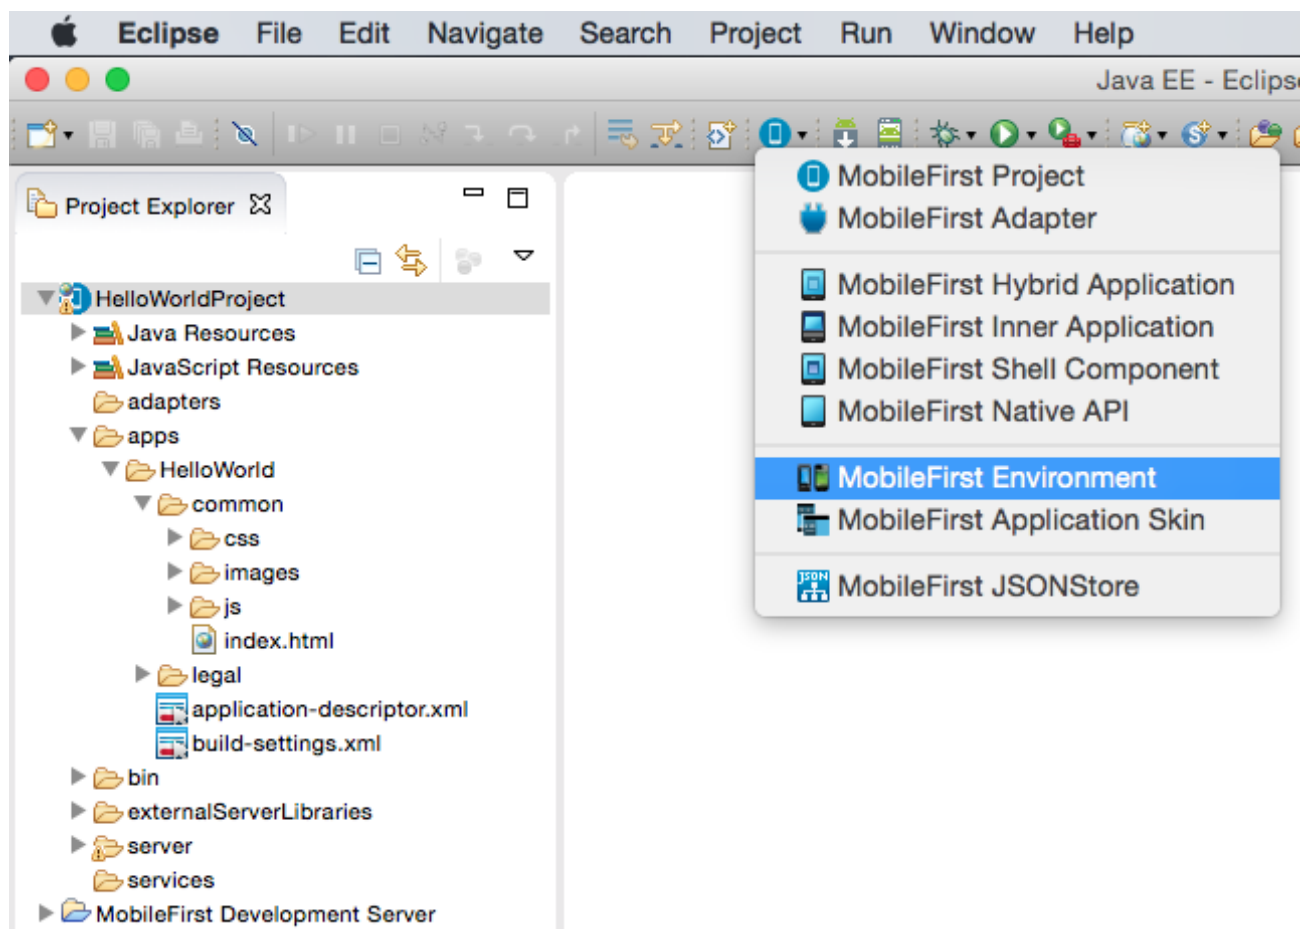 Eclipse File Edit Navigate Search Project Run Window Help
Java EE - Eclipse
MobileFirst Project
MobileFirst Adapter
MobileFirst Hybrid Application
MobileFirst Inner Application
MobileFirst Shell Component
MobileFirst Native API
MobileFirst Environment
MobileFirst Application Skin
JSON
MobileFirst JSONStore
Project Explorer
HelloWorldProject
Java Resources
JavaScript Resources
adapters
apps
HelloWorld
common
css
images
js
index.html
legal
application-descriptor.xml
build-settings.xml
bin
externalServerLibraries
server
services
MobileFirst Development Server